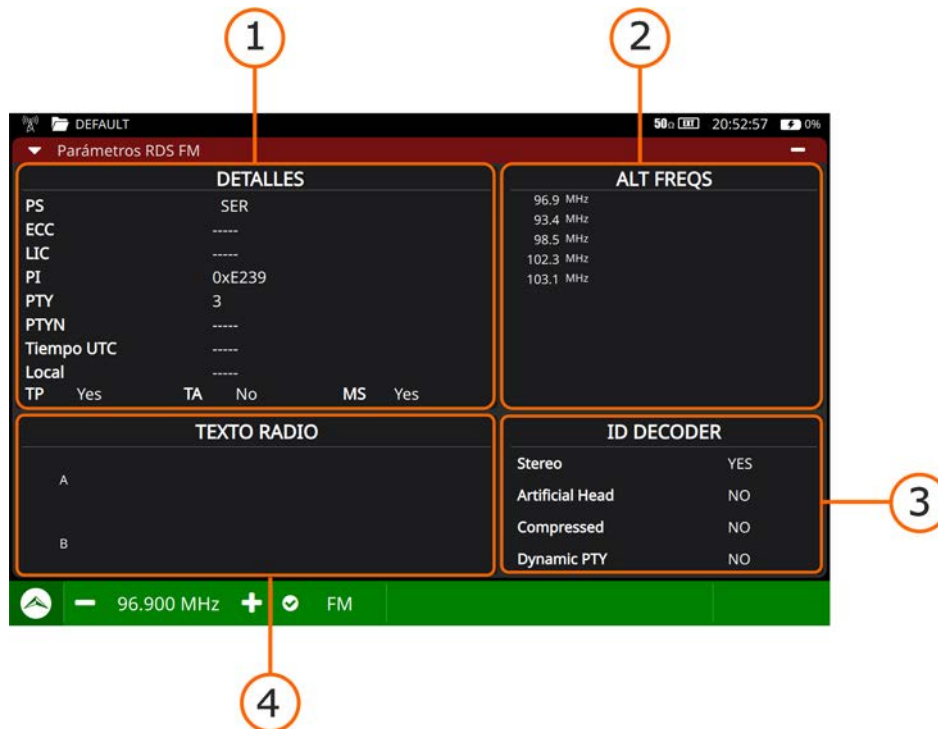 1
2
DEFAULT
50Ω EXT 20:52:57 0%
Parámetros RDS FM
DETALLES
PS SER
ECC -----
LIC -----
PI 0xE239
PTY 3
PTYN -----
Tiempo UTC -----
Local -----
TP Yes TA No MS Yes
ALT FREQS
96.9 MHz
93.4 MHz
98.5 MHz
102.3 MHz
103.1 MHz
TEXTO RADIO
A
B
ID DECODER
Stereo YES
Artificial Head NO
Compressed NO
Dynamic PTY NO
3
96.900 MHz FM
4